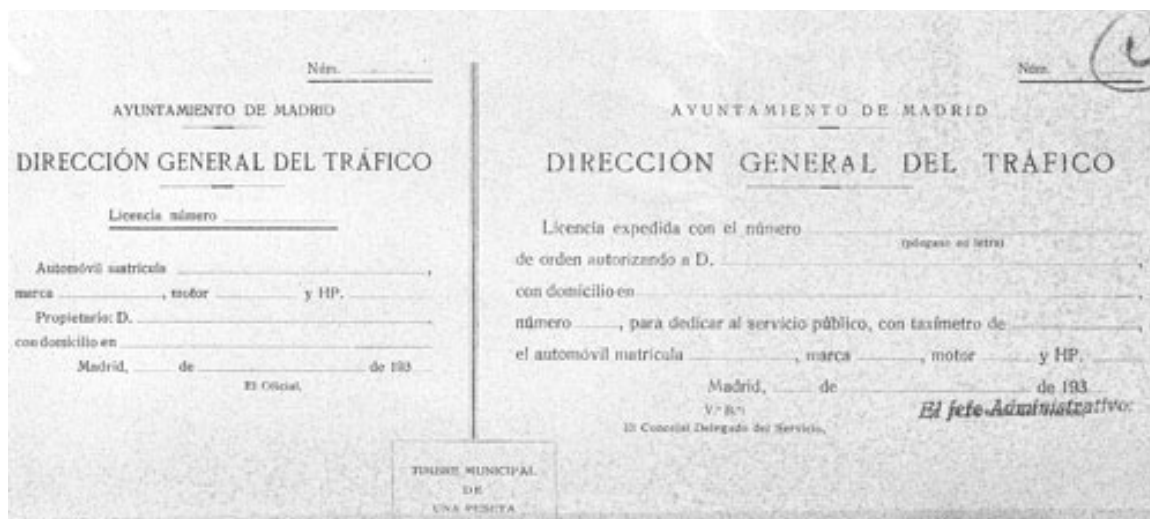 Núm.
AYUNTAMIENTO DE MADRID
DIRECCIÓN GENERAL DEL TRÁFICO
Licencia número
Automóvil matrícula ,
marca , motor y HP.
Propietario: D.
con domicilio en
Madrid, de de 193
El Oficial,
Núm.
AYUNTAMIENTO DE MADRID
DIRECCIÓN GENERAL DEL TRÁFICO
Licencia expedida con el número
(póngase en letra)
de orden autorizando a D. ,
con domicilio en ,
número , para dedicar al servicio público, con taxímetro de ,
el automóvil matrícula , marca , motor y HP.
Madrid, de de 193
V.º B.º:
El jefe Administrativo:
El Concejal Delegado del Servicio,
TIMBRE MUNICIPAL
DE
UNA PESETA